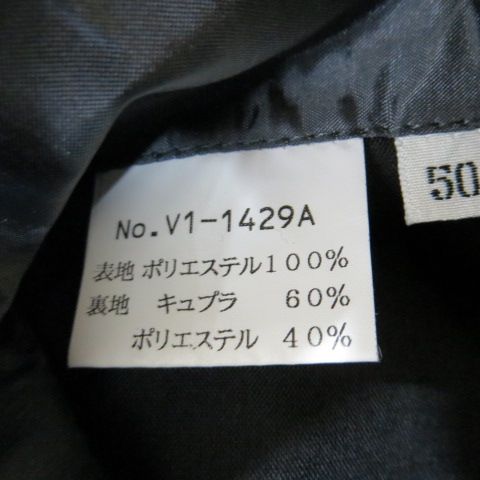 No.V1-1429A
表地 ポリエステル100%
裏地 キュプラ 60%
ポリエステル 40%
50